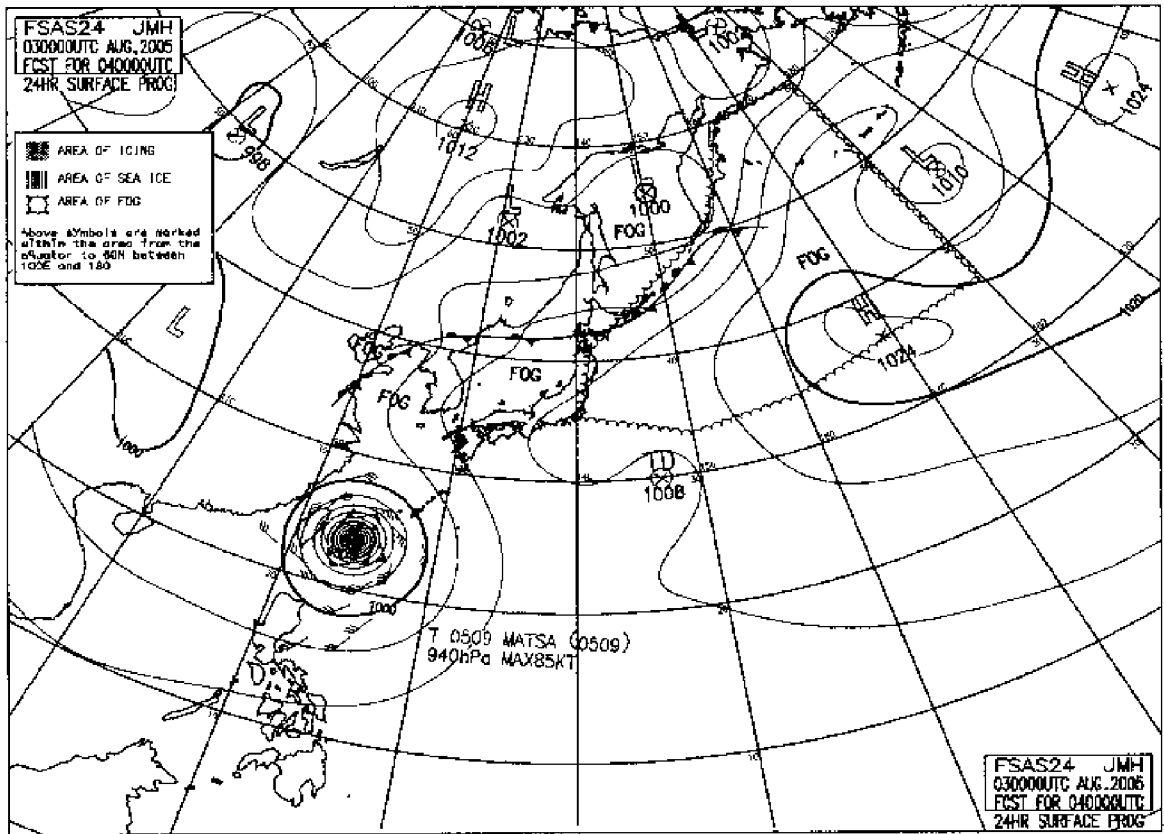 FSAS24 JMH
030000UTC AUG.2005
FCST FOR 040000UTC
24HR SURFACE PROG
AREA OF ICING
AREA OF SEA ICE
AREA OF FOG
Above symbols are marked
within the area from the
equator to 60N between
100E and 180
L
998
1008
H
1012
L
1002
L
1000
FOG
1004
H
1024
H
1010
FOG
H
1024
1020
L
1000
FOG
FOG
TD
1008
1000
T 0509 MATSA (0509)
940hPa MAX85KT
FSAS24 JMH
030000UTC AUG.2005
FCST FOR 040000UTC
24HR SURFACE PROG